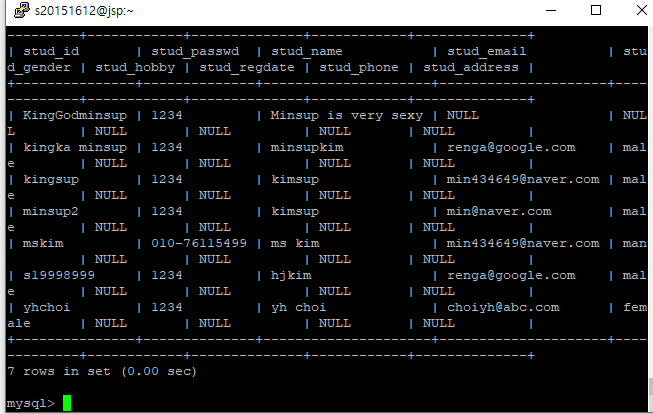 s20151612@jsp:~
---------+------------+-------------+------------+--------------+
| stud_id       | stud_passwd  | stud_name           | stud_email          | stu
d_gender | stud_hobby | stud_regdate | stud_phone | stud_address |
+---------------+--------------+---------------------+---------------------+----
---------+------------+--------------+------------+--------------+
| KingGodminsup | 1234         | Minsup is very sexy | NULL                | NUL
L        | NULL       | NULL         | NULL       | NULL         |
| kingka minsup | 1234         | minsupkim           | renga@google.com    | mal
e        | NULL       | NULL         | NULL       | NULL         |
| kingsup       | 1234         | kimsup              | min434649@naver.com | mal
e        | NULL       | NULL         | NULL       | NULL         |
| minsup2       | 1234         | kimsup              | min@naver.com       | mal
e        | NULL       | NULL         | NULL       | NULL         |
| mskim         | 010-76115499 | ms kim              | min434649@naver.com | man
         | NULL       | NULL         | NULL       | NULL         |
| s19998999     | 1234         | hjkim               | renga@google.com    | mal
e        | NULL       | NULL         | NULL       | NULL         |
| yhchoi        | 1234         | yh choi             | choiyh@abc.com      | fem
ale      | NULL       | NULL         | NULL       | NULL         |
+---------------+--------------+---------------------+---------------------+----
---------+------------+--------------+------------+--------------+
7 rows in set (0.00 sec)
mysql>